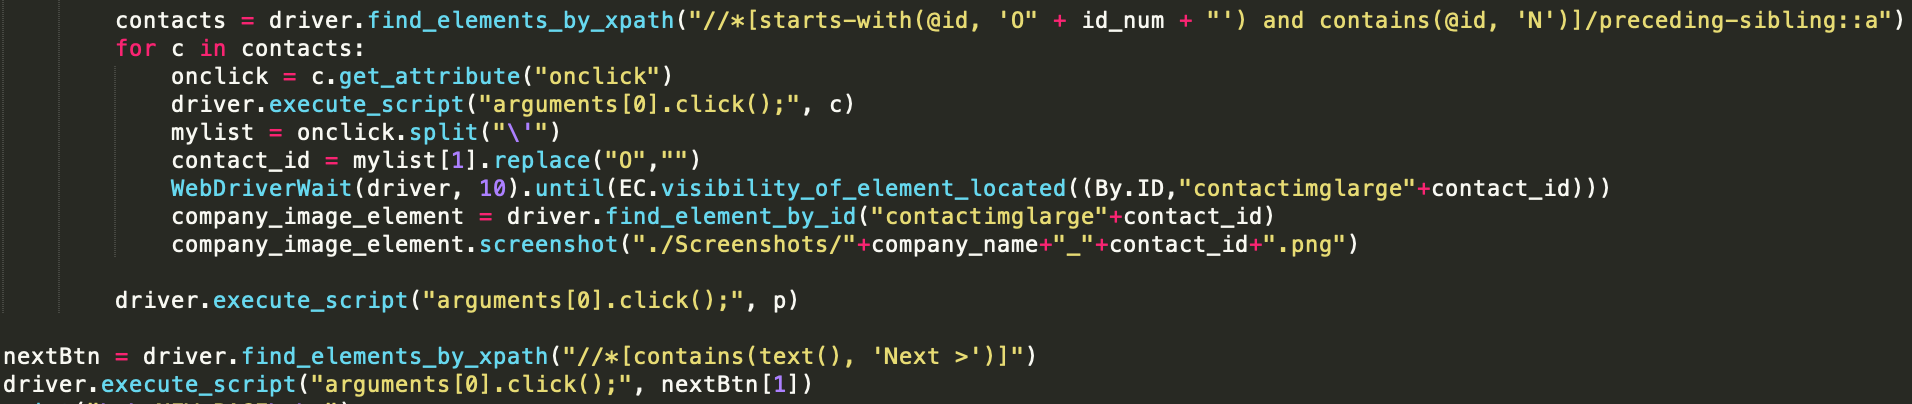 contacts = driver.find_elements_by_xpath("//*[starts-with(@id, 'O" + id_num + "') and contains(@id, 'N')]/preceding-sibling::a")
for c in contacts:
onclick = c.get_attribute("onclick")
driver.execute_script("arguments[0].click();", c)
mylist = onclick.split("\'")
contact_id = mylist[1].replace("O","")
WebDriverWait(driver, 10).until(EC.visibility_of_element_located((By.ID,"contactimglarge"+contact_id)))
company_image_element = driver.find_element_by_id("contactimglarge"+contact_id)
company_image_element.screenshot("./Screenshots/"+company_name+"_"+contact_id+".png")
driver.execute_script("arguments[0].click();", p)
nextBtn = driver.find_elements_by_xpath("//*[contains(text(), 'Next >')]")
driver.execute_script("arguments[0].click();", nextBtn[1])